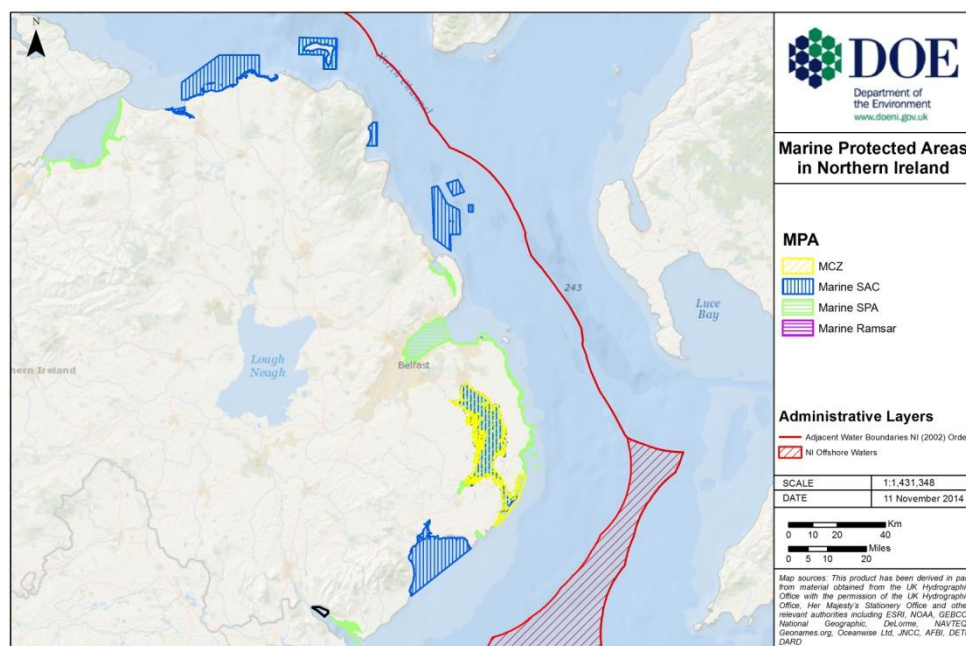 N
North Channel
243
Luce
Bay
Lough
Neagh
hern Ireland
Belfast
DOE
Department of
the Environment
www.doeni.gov.uk
Marine Protected Areas
in Northern Ireland
MPA
MCZ
Marine SAC
Marine SPA
Marine Ramsar
Administrative Layers
Adjacent Water Boundaries NI (2002) Orde
NI Offshore Waters
SCALE 1:1,431,348
DATE 11 November 2014
Km
0 10 20 40
Miles
0 5 10 20
Map sources: This product has been derived in pa
from material obtained from the UK Hydrographi
Office with the permission of the UK Hydrographi
Office, Her Majesty's Stationery Office and othe
relevant authorities including ESRI, NOAA, GEBCO
National Geographic, DeLorme, NAVTEQ
Geonames.org, Oceanwise Ltd, JNCC, AFBI, DETI
DARD